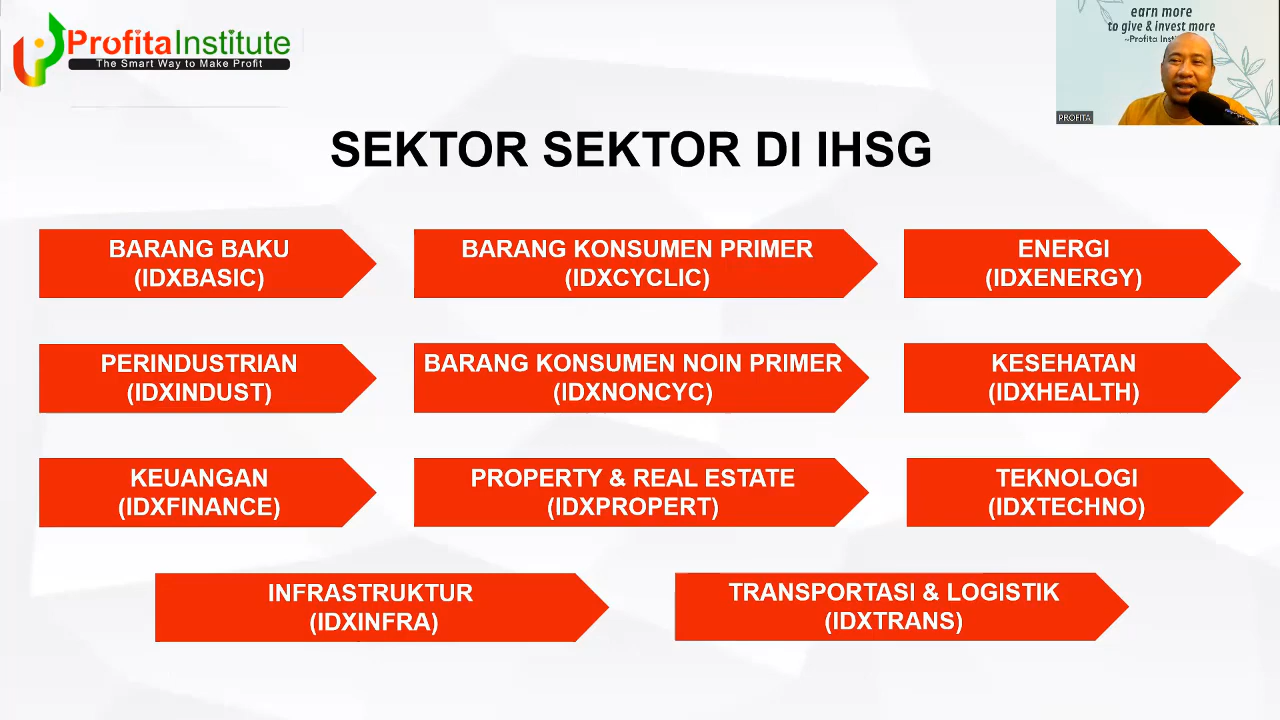 ProfitaInstitute
The Smart Way to Make Profit
earn more
to give & invest more
~Profita
PROFITA
SEKTOR SEKTOR DI IHSG
BARANG BAKU
(IDXBASIC)
BARANG KONSUMEN PRIMER
(IDXCYCLIC)
ENERGI
(IDXENERGY)
PERINDUSTRIAN
(IDXINDUST)
BARANG KONSUMEN NOIN PRIMER
(IDXNONCYC)
KESEHATAN
(IDXHEALTH)
KEUANGAN
(IDXFINANCE)
PROPERTY & REAL ESTATE
(IDXPROPERT)
TEKNOLOGI
(IDXTECHNO)
INFRASTRUKTUR
(IDXINFRA)
TRANSPORTASI & LOGISTIK
(IDXTRANS)